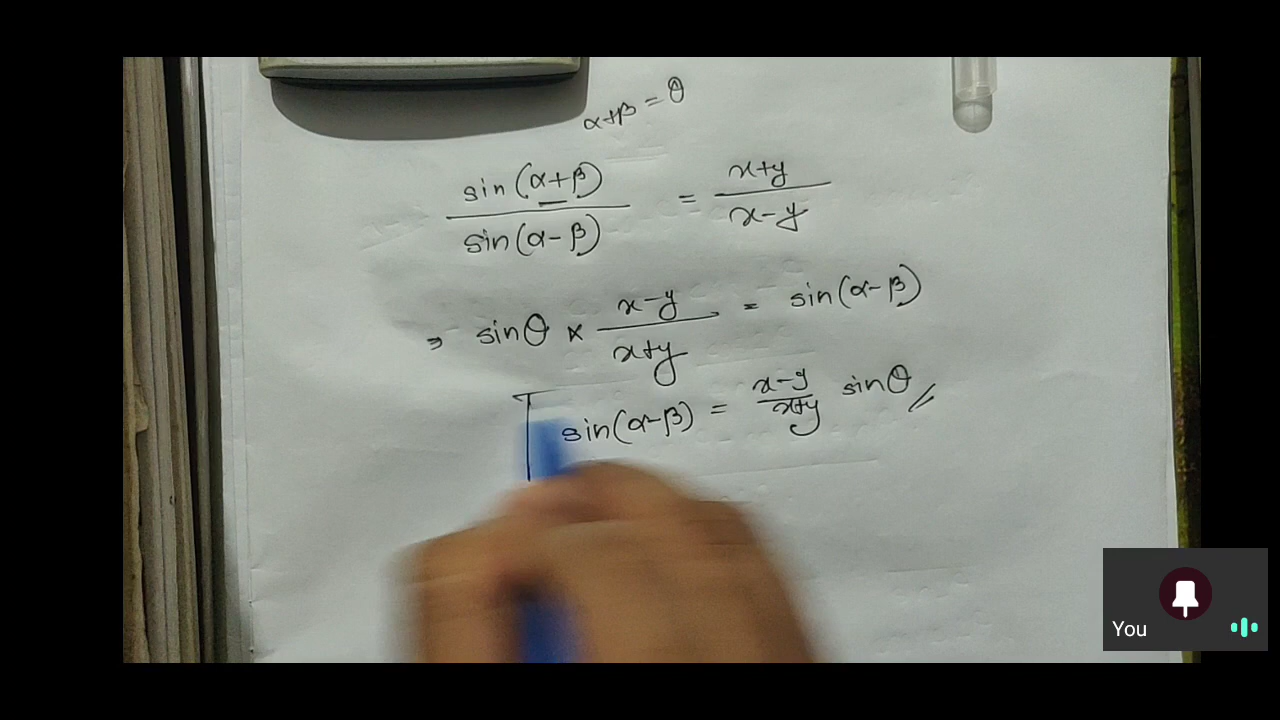 α+β = θ
sin(α+β) / sin(α-β) = x+y / x-y
⇒ sinθ × x-y / x+y = sin(α-β)
sin(α-β) = x-y / x+y sinθ //
You